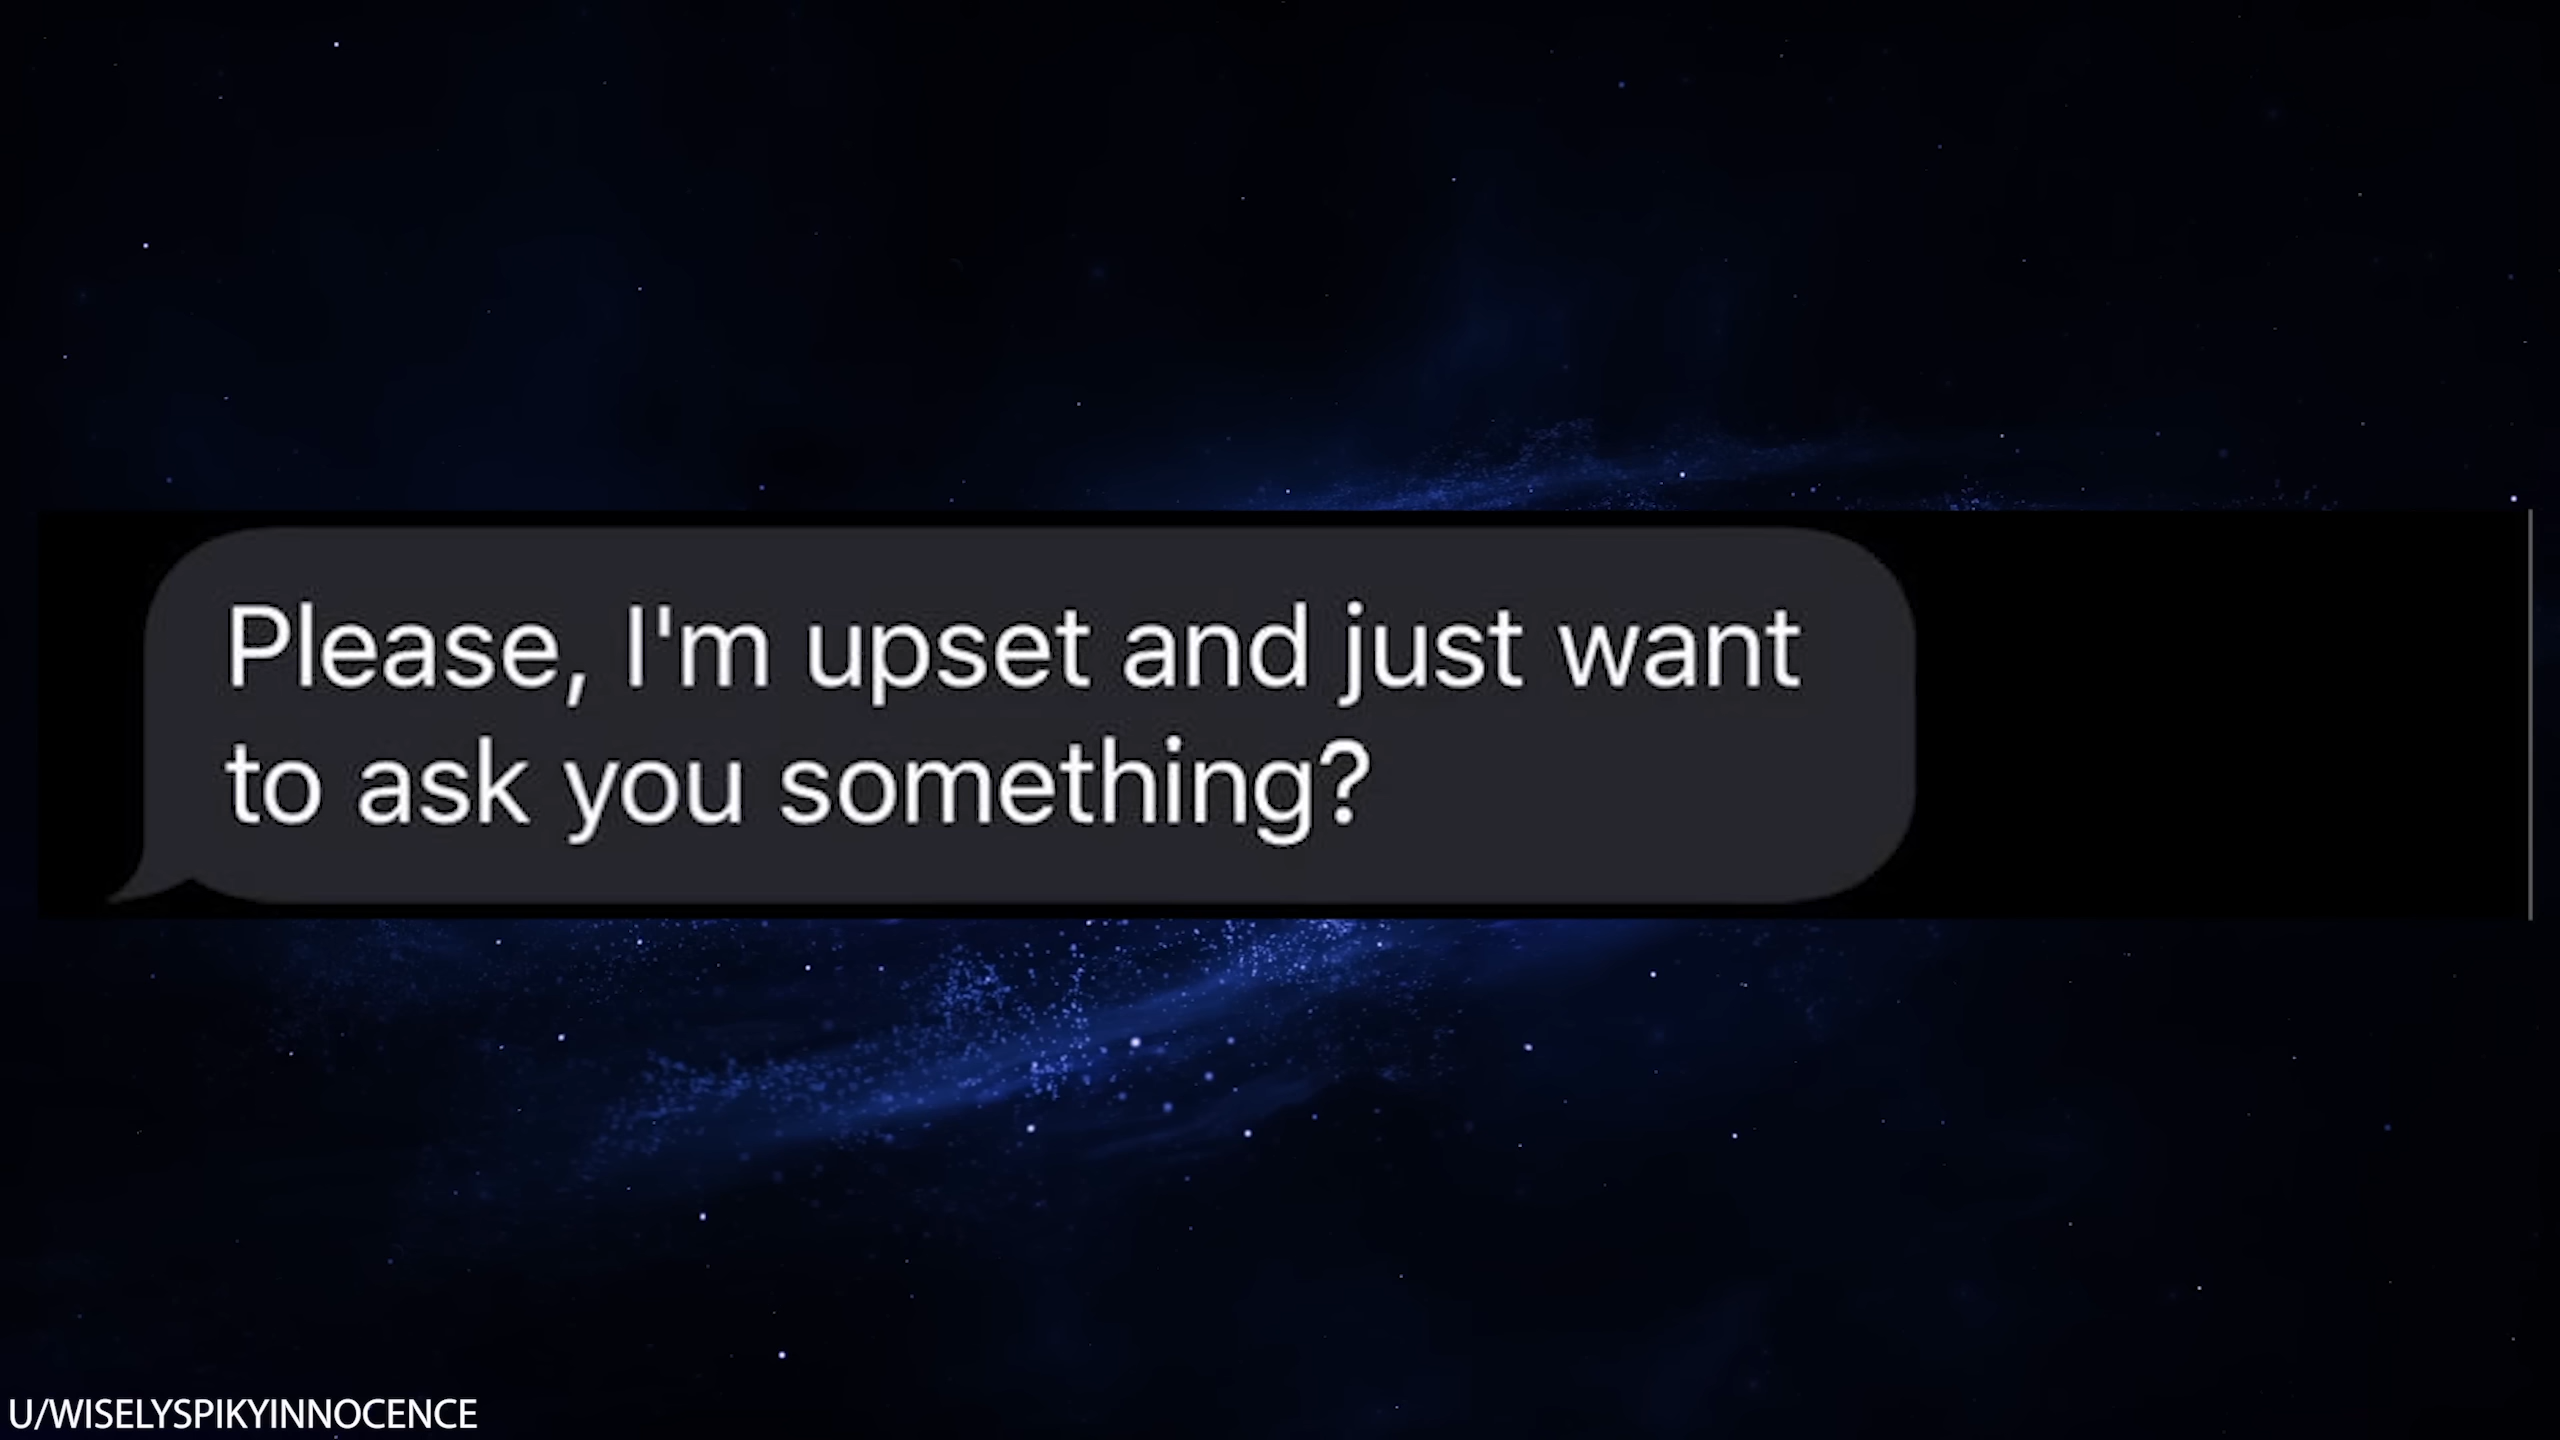 Please, I'm upset and just want
to ask you something?
U/WISELYSPIKYINNOCENCE